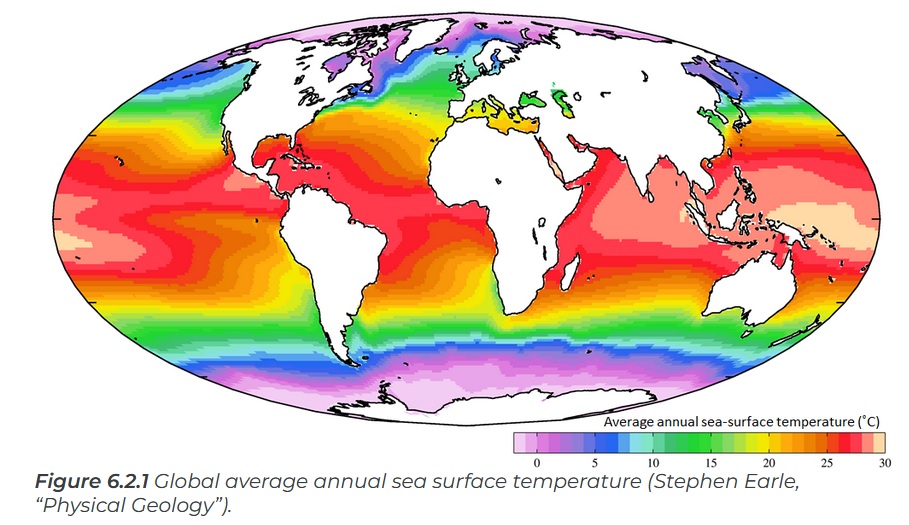 Average annual sea-surface temperature (˚C)
0 5 10 15 20 25 30
Figure 6.2.1 Global average annual sea surface temperature (Stephen Earle,
“Physical Geology”).